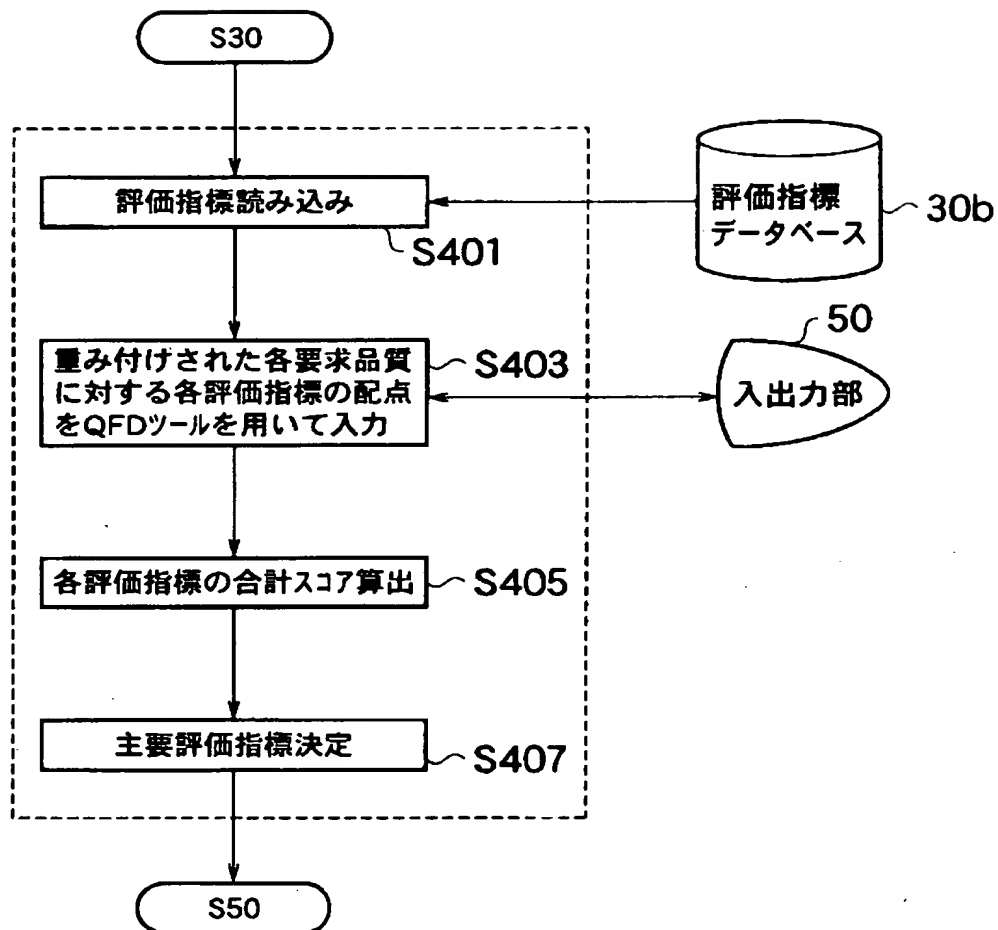 S30
評価指標読み込み
S401
評価指標
データベース
30b
重み付けされた各要求品質
に対する各評価指標の配点
をQFDツールを用いて入力
S403
50
入出力部
各評価指標の合計スコア算出
S405
主要評価指標決定
S407
S50